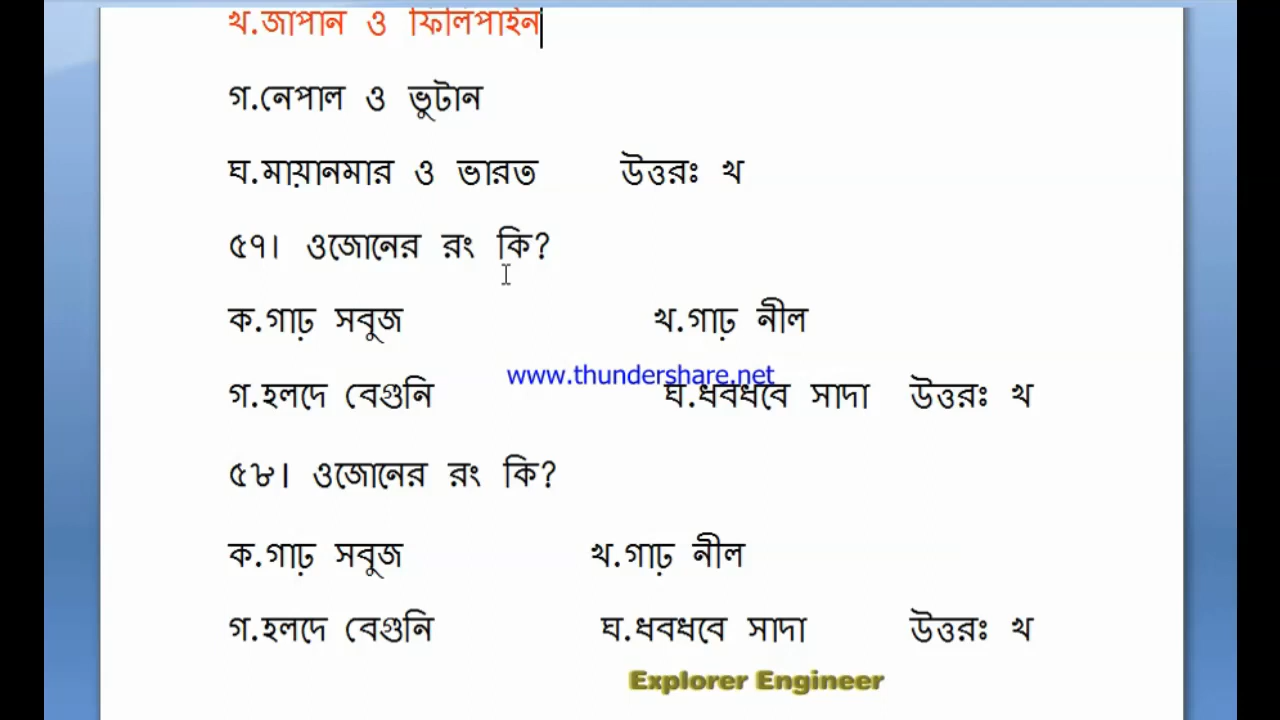 খ.জাপান ও ফিলিপাইন
গ.নেপাল ও ভুটান
ঘ.মায়ানমার ও ভারত উত্তরঃ খ
৫৭। ওজোনের রং কি?
ক.গাঢ় সবুজ খ.গাঢ় নীল
www.thundershare.net
গ.হলদে বেগুনি ঘ.ধবধবে সাদা উত্তরঃ খ
৫৮। ওজোনের রং কি?
ক.গাঢ় সবুজ খ.গাঢ় নীল
গ.হলদে বেগুনি ঘ.ধবধবে সাদা উত্তরঃ খ
Explorer Engineer